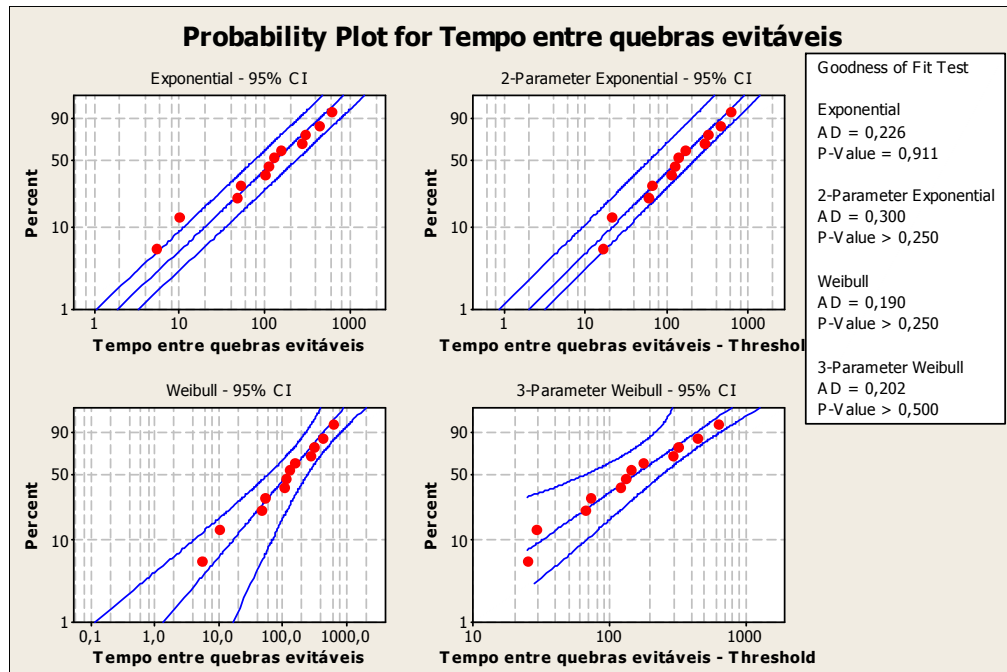 Probability Plot for Tempo entre quebras evitáveis
Exponential - 95% CI
90
50
10
1
Percent
1 10 100 1000
Tempo entre quebras evitáveis
2-Parameter Exponential - 95% CI
90
50
10
1
Percent
1 10 100 1000
Tempo entre quebras evitáveis - Threshold
Weibull - 95% CI
90
50
10
1
Percent
0,1 1,0 10,0 100,0 1000,0
Tempo entre quebras evitáveis
3-Parameter Weibull - 95% CI
90
50
10
1
Percent
10 100 1000
Tempo entre quebras evitáveis - Threshold
Goodness of Fit Test
Exponential
AD = 0,226
P-Value = 0,911
2-Parameter Exponential
AD = 0,300
P-Value > 0,250
Weibull
AD = 0,190
P-Value > 0,250
3-Parameter Weibull
AD = 0,202
P-Value > 0,500